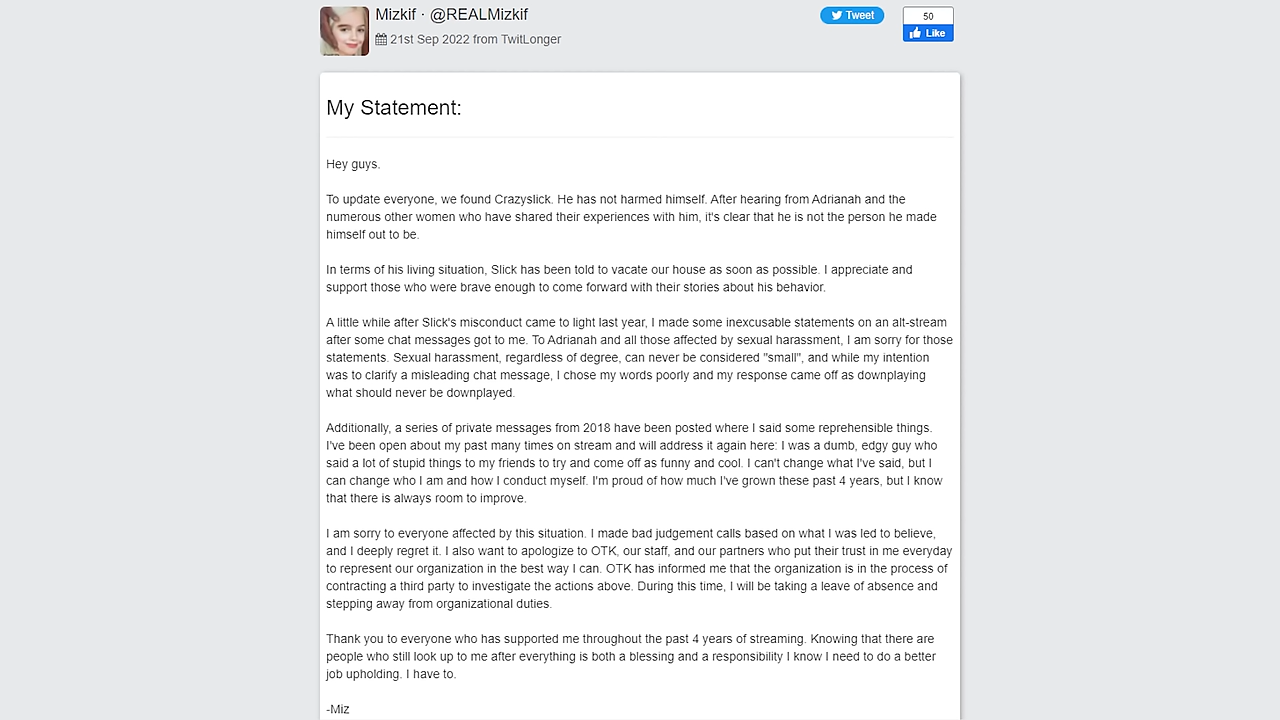 Mizkif · @REALMizkif
Tweet
50
21st Sep 2022 from TwitLonger
Like
My Statement:
Hey guys.
To update everyone, we found Crazyslick. He has not harmed himself. After hearing from Adrianah and the
numerous other women who have shared their experiences with him, it's clear that he is not the person he made
himself out to be.
In terms of his living situation, Slick has been told to vacate our house as soon as possible. I appreciate and
support those who were brave enough to come forward with their stories about his behavior.
A little while after Slick's misconduct came to light last year, I made some inexcusable statements on an alt-stream
after some chat messages got to me. To Adrianah and all those affected by sexual harassment, I am sorry for those
statements. Sexual harassment, regardless of degree, can never be considered "small", and while my intention
was to clarify a misleading chat message, I chose my words poorly and my response came off as downplaying
what should never be downplayed.
Additionally, a series of private messages from 2018 have been posted where I said some reprehensible things.
I've been open about my past many times on stream and will address it again here: I was a dumb, edgy guy who
said a lot of stupid things to my friends to try and come off as funny and cool. I can't change what I've said, but I
can change who I am and how I conduct myself. I'm proud of how much I've grown these past 4 years, but I know
that there is always room to improve.
I am sorry to everyone affected by this situation. I made bad judgement calls based on what I was led to believe,
and I deeply regret it. I also want to apologize to OTK, our staff, and our partners who put their trust in me everyday
to represent our organization in the best way I can. OTK has informed me that the organization is in the process of
contracting a third party to investigate the actions above. During this time, I will be taking a leave of absence and
stepping away from organizational duties.
Thank you to everyone who has supported me throughout the past 4 years of streaming. Knowing that there are
people who still look up to me after everything is both a blessing and a responsibility I know I need to do a better
job upholding. I have to.
-Miz